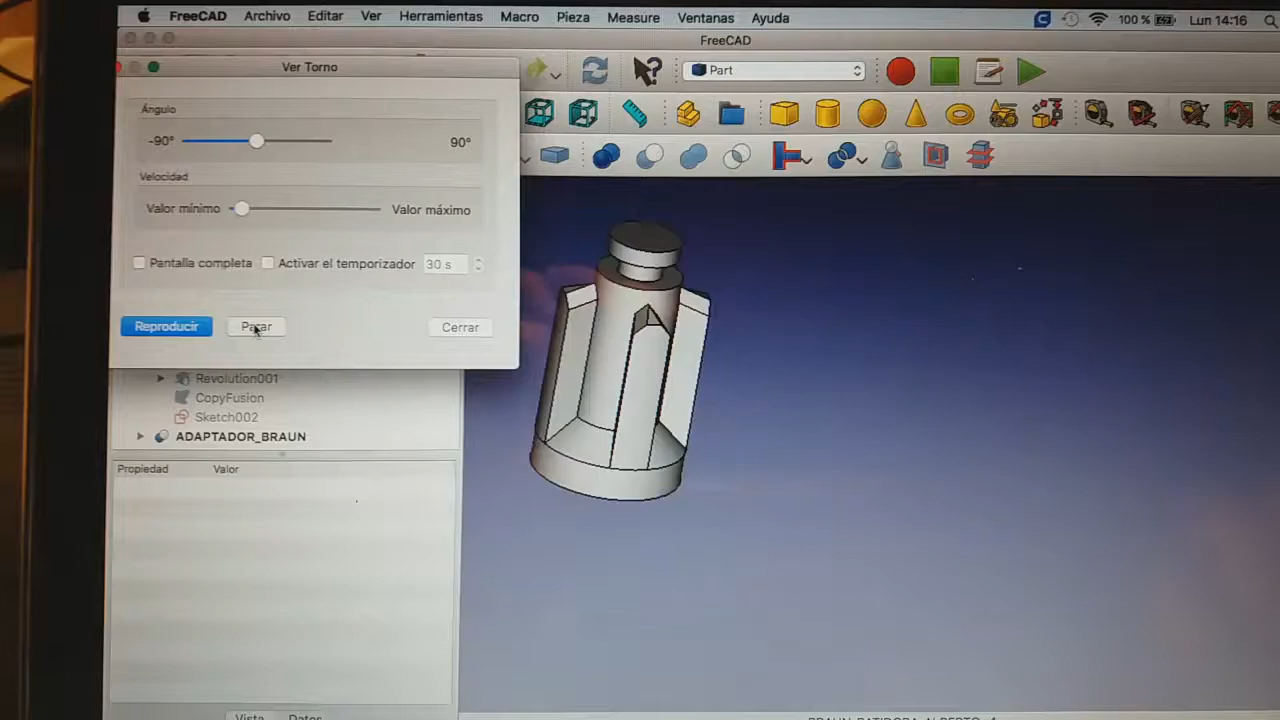 FreeCAD Archivo Editar Ver Herramientas Macro Pieza Measure Ventanas Ayuda 100 % Lun 14:16
FreeCAD
Ver Torno
Part
Ángulo
-90° 90°
Velocidad
Valor mínimo Valor máximo
Pantalla completa Activar el temporizador 30 s
Reproducir Parar Cerrar
Revolution001
CopyFusion
Sketch002
ADAPTADOR_BRAUN
Propiedad Valor
Vista Datos